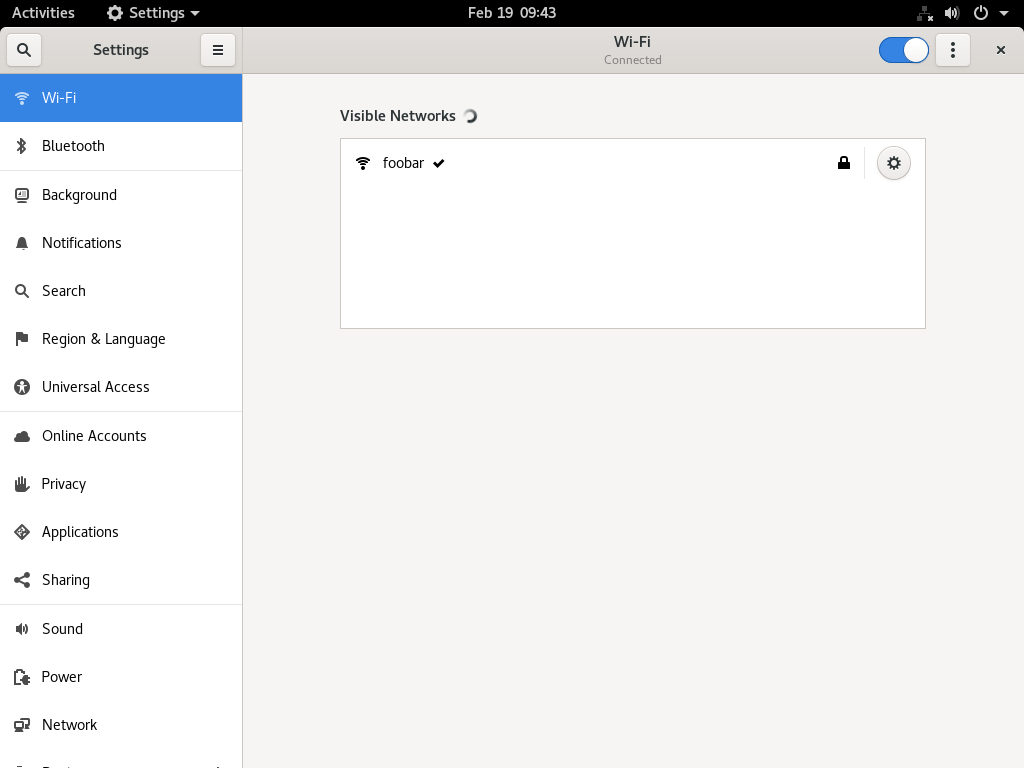 Activities
Settings
Feb 19 09:43
Settings
Wi-Fi
Connected
Wi-Fi
Bluetooth
Background
Notifications
Search
Region & Language
Universal Access
Online Accounts
Privacy
Applications
Sharing
Sound
Power
Network
Visible Networks
foobar